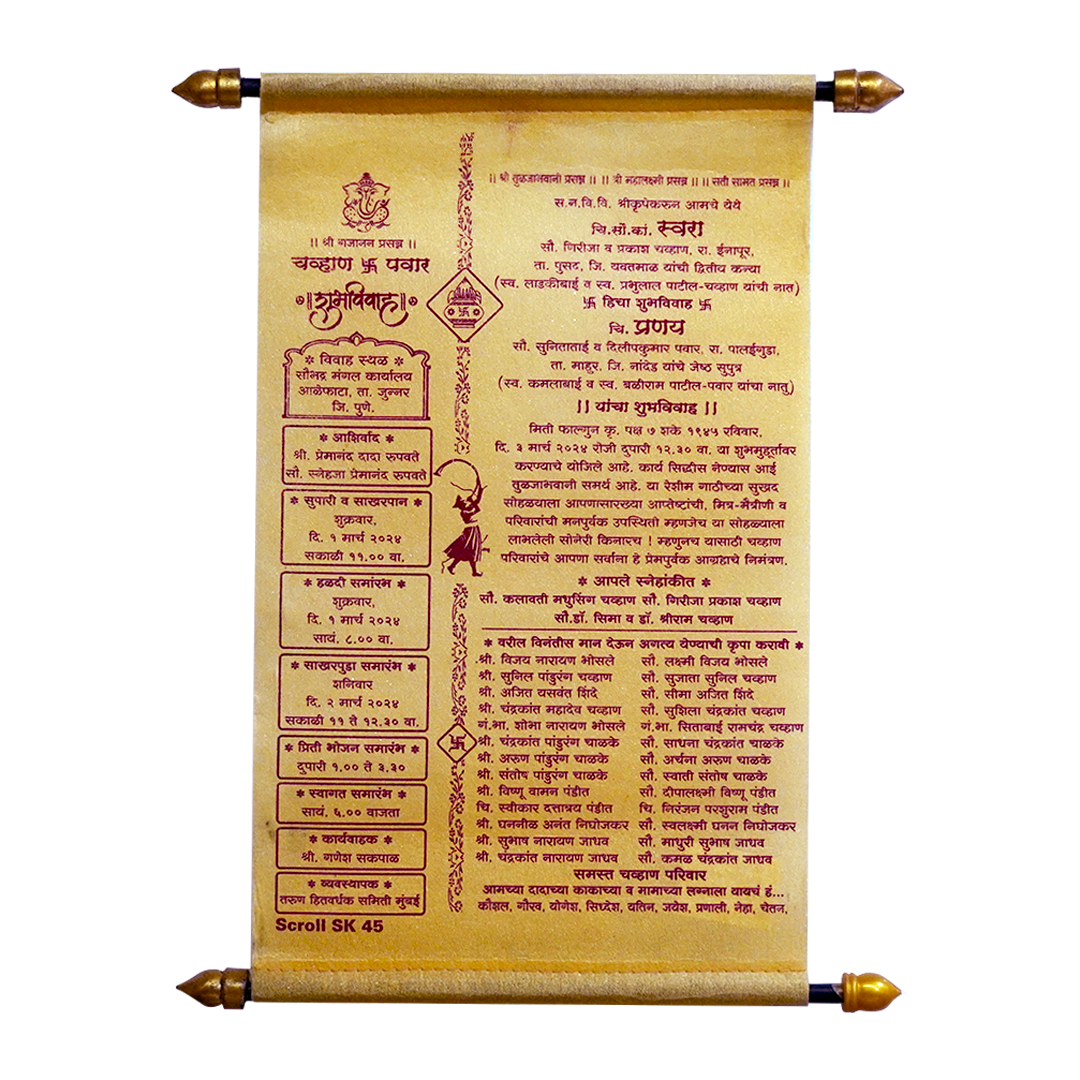 ।। श्री गजानन प्रसन्न ।।
चव्हाण 卐 पवार
॥शुभविवाह॥
* विवाह स्थळ *
सौभद्र मंगल कार्यालय
आळेफाटा, ता. जुन्नर
जि. पुणे.
* आशिर्वाद *
श्री. प्रेमानंद दादा रुपवते
सौ. स्नेहजा प्रेमानंद रुपवते
* सुपारी व साखरपान *
शुक्रवार,
दि. १ मार्च २०२४
सकाळी ११.०० वा.
* हळदी समांरभ *
शुक्रवार,
दि. १ मार्च २०२४
सायं. ८.०० वा.
* साखरपुडा समारंभ *
शनिवार
दि. २ मार्च २०२४
सकाळी ११ ते १२.३० वा.
* प्रिती भोजन समारंभ *
दुपारी १.०० ते ३.३०
* स्वागत समारंभ *
सायं. ६.०० वाजता
* कार्यवाहक *
श्री. गणेश सकपाळ
* व्यवस्थापक *
तरुण हितवर्धक समिती मुंबई
Scroll SK 45
।। श्री तुळजाभवानी प्रसन्न ।। ।। श्री महालक्ष्मी प्रसन्न ।। ।। सती सामत प्रसन्न ।।
स.न.वि.वि. श्रीकृपेकरुन आमचे येथे
चि.सौ.कां. स्वरा
सौ. गिरीजा व प्रकाश चव्हाण, रा. ईनापूर,
ता. पुसद, जि. यवतमाळ यांची द्वितीय कन्या
(स्व. लाडकीबाई व स्व. प्रभुलाल पाटील-चव्हाण यांची नात)
卐 हिचा शुभविवाह 卐
चि. प्रणय
सौ. सुनिताताई व दिलीपकुमार पवार, रा. पालईगुडा,
ता. माहुर. जि. नांदेड यांचे जेष्ठ सुपुत्र
(स्व. कमलाबाई व स्व. बळीराम पाटील-पवार यांचा नातु)
।। यांचा शुभविवाह ।।
मिती फाल्गुन कृ. पक्ष ७ शके १९४५ रविवार,
दि. ३ मार्च २०२४ रोजी दुपारी १२.३० वा. या शुभमुहूर्तावर
करण्याचे योजिले आहे. कार्य सिद्धीस नेण्यास आई
तुळजाभवानी समर्थ आहे. या रेशीम गाठीच्या सुखद
सोहळयाला आपणासारख्या आप्तेष्टांची, मित्र-मैत्रीणी व
परिवारांची मनपुर्वक उपस्थिती म्हणजेच या सोहळ्याला
लाभलेली सोनेरी किनारच ! म्हणुनच यासाठी चव्हाण
परिवारांचे आपणा सर्वाना हे प्रेमपुर्वक आग्रहाचे निमंत्रण.
* आपले स्नेहांकीत *
सौ. कलावती मधुसिंग चव्हाण सौ. गिरीजा प्रकाश चव्हाण
सौ.डॉ. सिमा व डॉ. श्रीराम चव्हाण
* वरील विनंतीस मान देऊन अगत्य येण्याची कृपा करावी *
श्री. विजय नारायण भोसले सौ. लक्ष्मी विजय भोसले
श्री. सुनिल पांडुरंग चव्हाण सौ. सुजाता सुनिल चव्हाण
श्री. अजित यसवंत शिंदे सौ. सीमा अजित शिंदे
श्री. चंद्रकांत महादेव चव्हाण सौ. सुशिला चंद्रकांत चव्हाण
गं.भा. शोभा नारायण भोसले गं.भा. सिताबाई रामचंद्र चव्हाण
श्री. चंद्रकांत पांडुरंग चाळके सौ. साधना चंद्रकांत चाळके
श्री. अरुण पांडुरंग चाळके सौ. अर्चना अरुण चाळके
श्री. संतोष पांडुरंग चाळके सौ. स्वाती संतोष चाळके
श्री. विष्णू वामन पंडीत सौ. दीपालक्ष्मी विष्णू पंडीत
चि. स्वीकार दत्तात्रय पंडीत चि. निरंजन परशुराम पंडीत
श्री. घननीळ अनंत निघोजकर सौ. स्वलक्ष्मी घनन निघोजकर
श्री. सुभाष नारायण जाधव सौ. माधुरी सुभाष जाधव
श्री. चंद्रकांत नारायण जाधव सौ. कमळ चंद्रकांत जाधव
समस्त चव्हाण परिवार
आमच्या दादाच्या काकाच्या व मामाच्या लग्नाला यायचं हं...
कौशल, गौरव, योगेश, सिध्देश, यतिन, जयेश, प्रणाली, नेहा, चेतन,